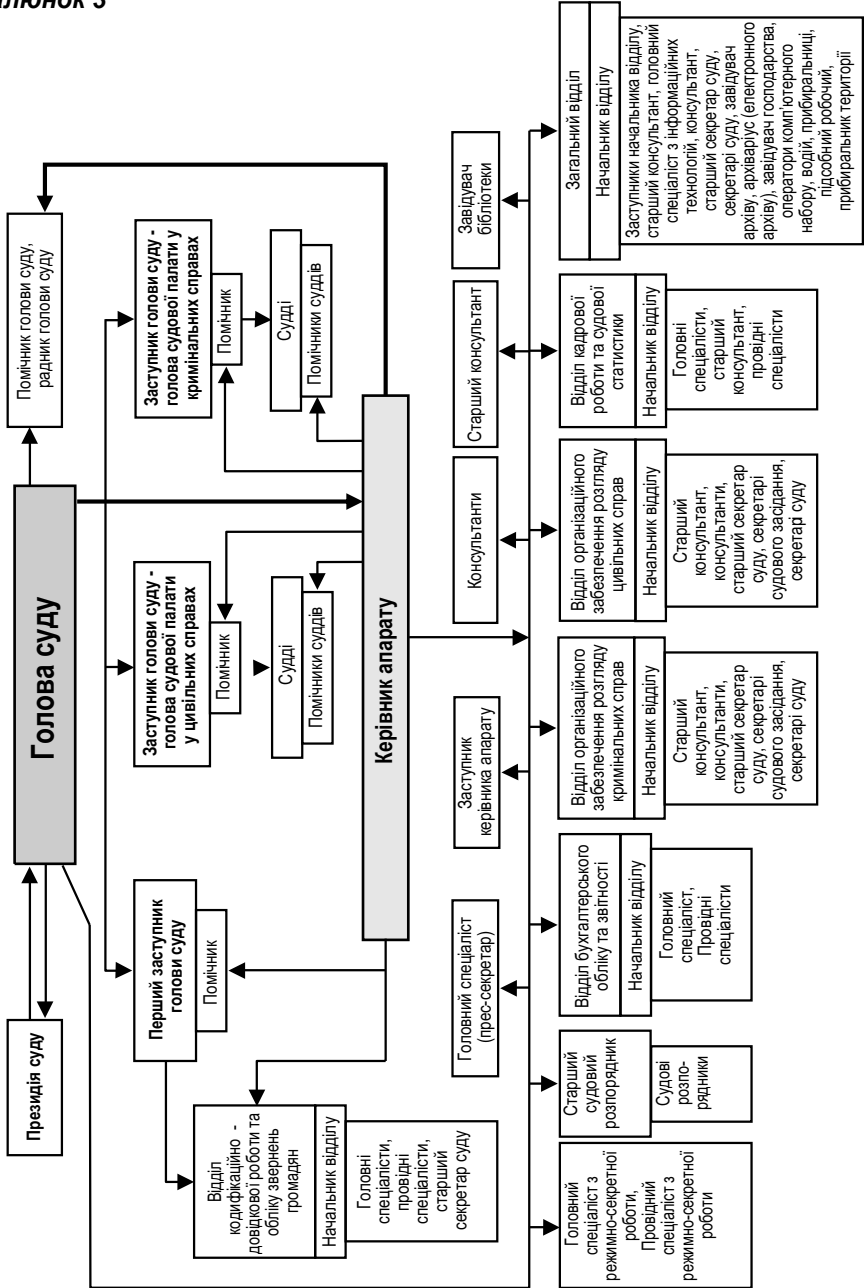 алюнок 3
Голова суду
Президія суду
Помічник голови суду,
радник голови суду
Перший заступник
голови суду
Помічник
Заступник голови суду -
голова судової палати
у цивільних справах
Помічник
Судді
Помічники суддів
Заступник голови суду -
голова судової палати у
кримінальних справах
Помічник
Судді
Помічники суддів
Відділ
кодифікаційно -
довідкової роботи та
обліку звернень
громадян
Начальник відділу
Головні
спеціалісти,
провідні
спеціалісти,
старший
секретар суду
Керівник апарату
Головний спеціаліст
(прес-секретар)
Заступник
керівника апарату
Консультанти
Старший консультант
Завідувач
бібліотеки
Головний
спеціаліст з
режимно-секретної
роботи,
Провідний
спеціаліст з
режимно-секретної
роботи
Старший
судовий
розпорядник
Судові
розпо-
рядники
Відділ
бухгалтерського
обліку та звітності
Начальник відділу
Головний
спеціаліст,
Провідні
спеціалісти
Відділ організаційного
забезпечення розгляду
кримінальних справ
Начальник відділу
Старший
консультант,
консультанти,
старший секретар
суду, секретарі
судового засідання,
секретарі суду
Відділ організаційного
забезпечення розгляду
цивільних справ
Начальник відділу
Старший
консультант,
консультанти,
старший секретар
суду, секретарі
судового засідання,
секретарі суду
Відділ кадрової
роботи та судової
статистики
Начальник відділу
Головні
спеціалісти,
старший
консультант,
провідні
спеціалісти
Загальний відділ
Начальник відділу
Заступники начальника відділу,
старший консультант, головний
спеціаліст з інформаційних
технологій, консультант,
старший секретар суду,
секретарі суду, завідувач
архіву, архіваріус (електронного
архіву), завідувач господарства,
оператори комп'ютерного
набору, водій, прибиральниці,
підсобний робочий,
прибиральник території